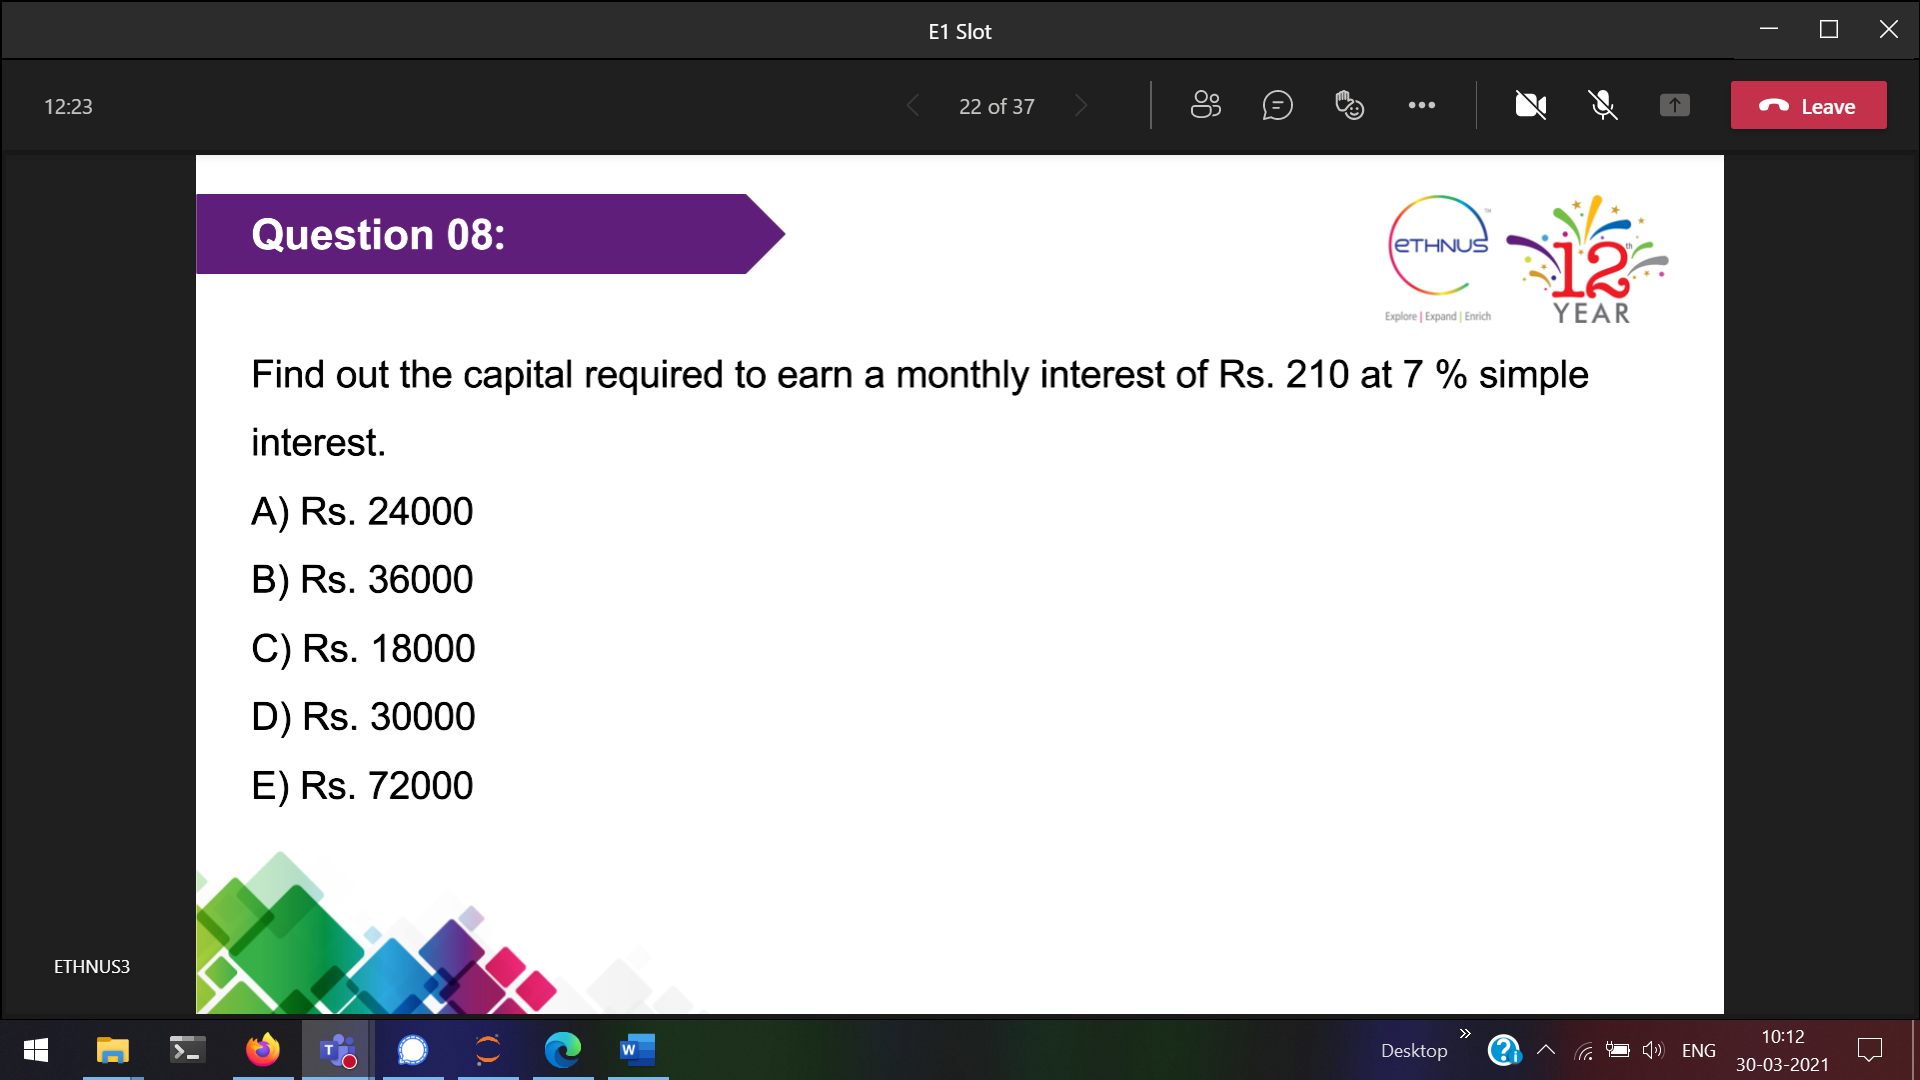 E1 Slot
12:23
22 of 37
Leave
Question 08:
eTHNUS
TM
Explore | Expand | Enrich
12th
YEAR
Find out the capital required to earn a monthly interest of Rs. 210 at 7 % simple
interest.
A) Rs. 24000
B) Rs. 36000
C) Rs. 18000
D) Rs. 30000
E) Rs. 72000
ETHNUS3
Desktop
ENG
10:12
30-03-2021